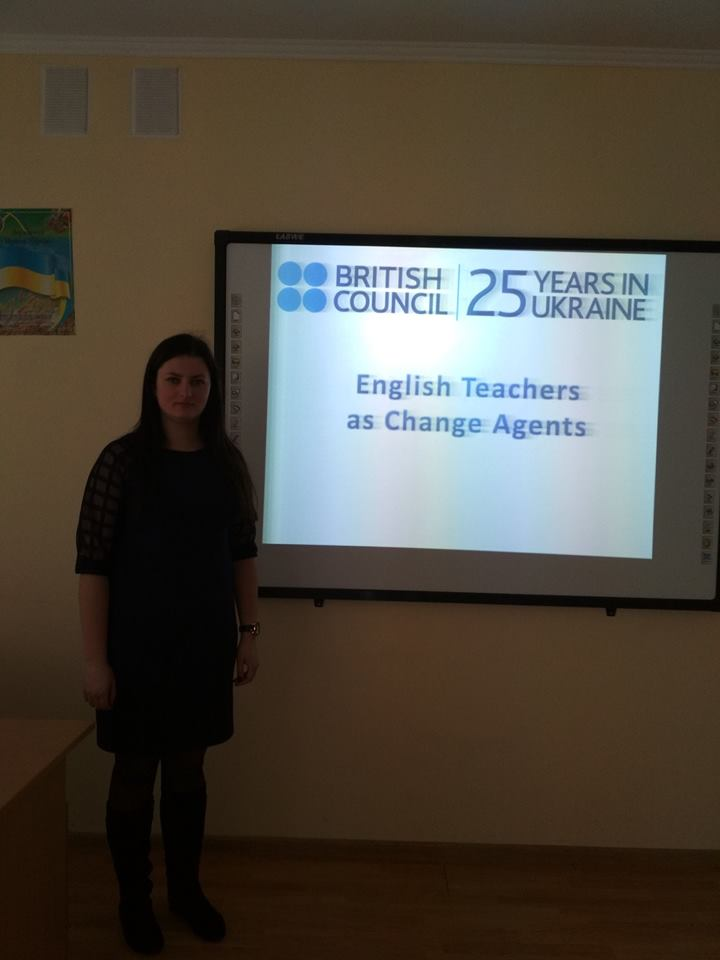 BRITISH
COUNCIL
25
YEARS IN
UKRAINE
English Teachers
as Change Agents